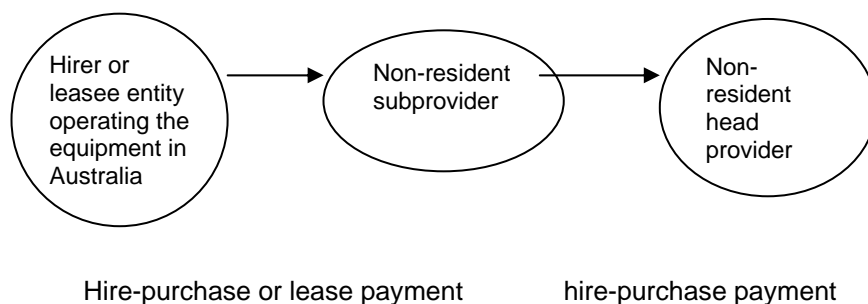 Hirer or
leasee entity
operating the
equipment in
Australia
Non-resident
subprovider
Non-
resident
head
provider
Hire-purchase or lease payment
hire-purchase payment